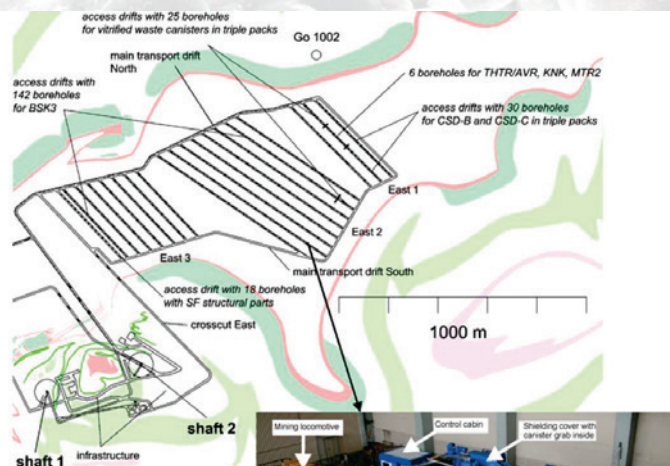 access drifts with 25 boreholes
for vitrified waste canisters in triple packs
Go 1002
main transport drift
North
access drifts with
142 boreholes
for BSK3
6 boreholes for THTR/AVR, KNK, MTR2
access drifts with 30 boreholes
for CSD-B and CSD-C in triple packs
East 1
East 2
East 3
main transport drift South
access drift with 18 boreholes
with SF structural parts
crosscut East
1000 m
shaft 2
shaft 1
infrastructure
Mining locomotive
Control cabin
Shielding cover with
canister grab inside